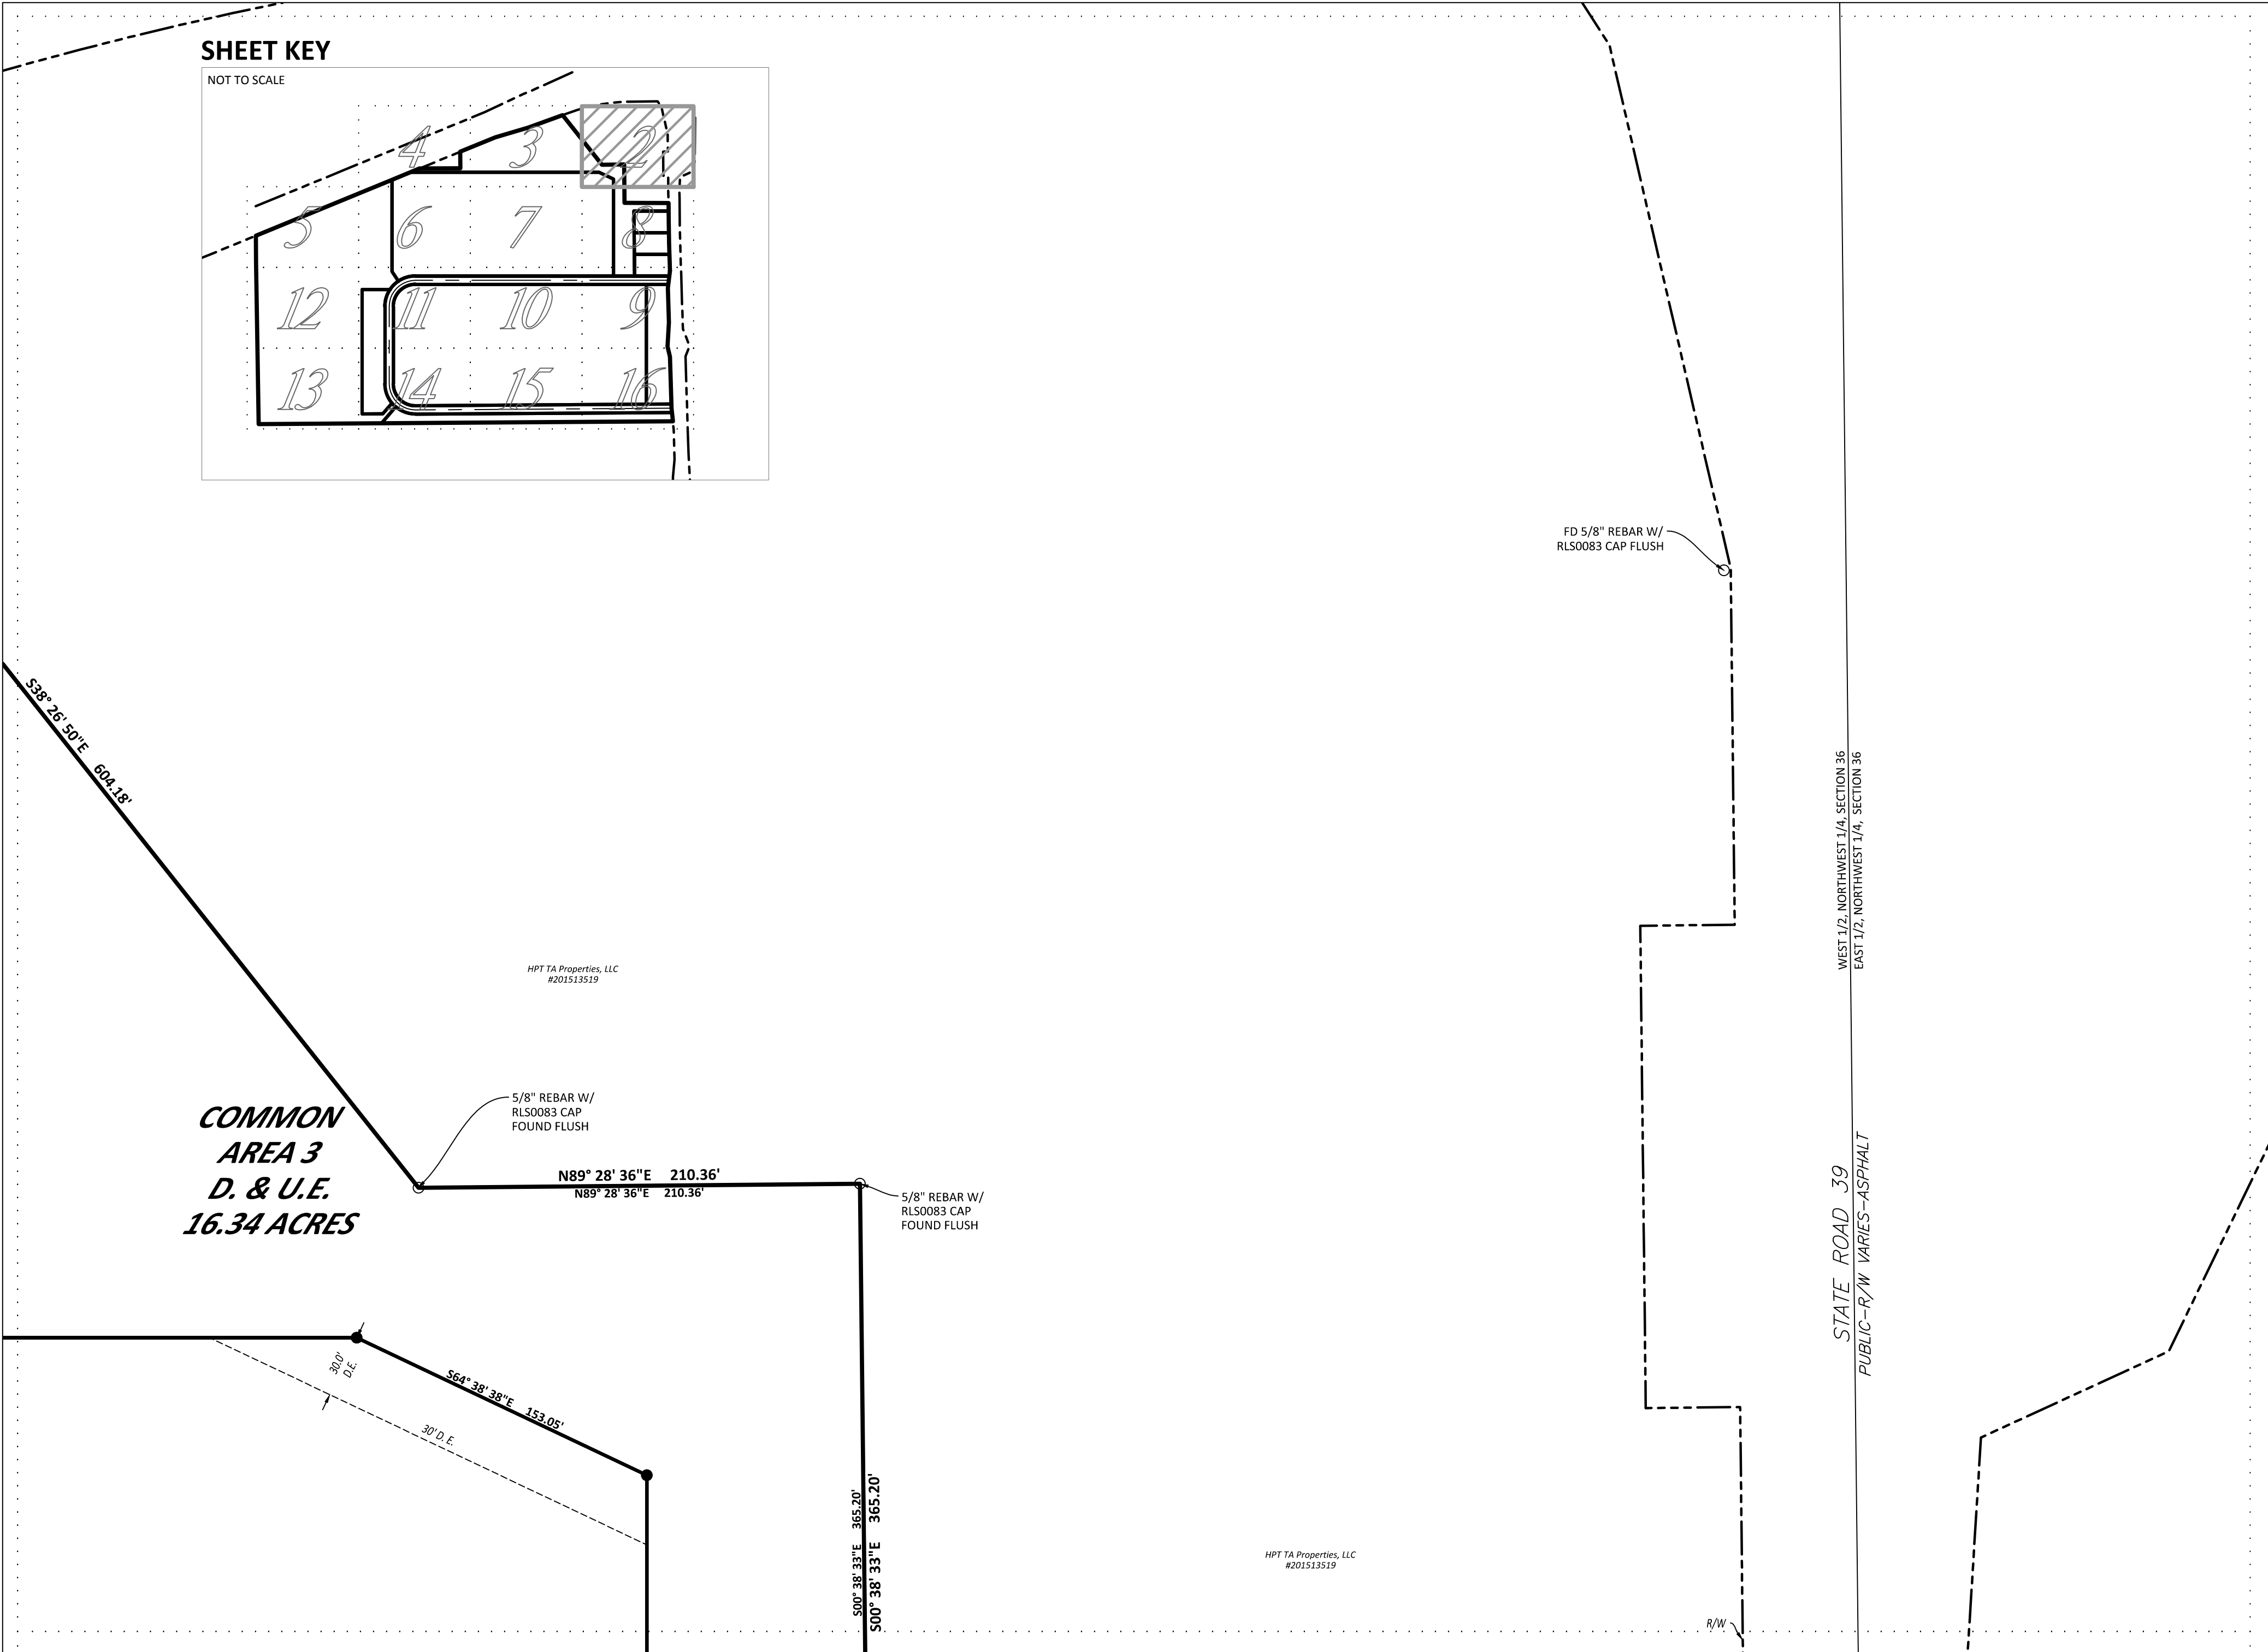 SHEET KEY
NOT TO SCALE
4
3
2
5
6
7
8
12
11
10
9
13
14
15
16
FD 5/8" REBAR W/
RLS0083 CAP FLUSH
S38° 26' 50"E 604.18'
WEST 1/2, NORTHWEST 1/4, SECTION 36
EAST 1/2, NORTHWEST 1/4, SECTION 36
HPT TA Properties, LLC
#201513519
COMMON
AREA 3
D. & U.E.
16.34 ACRES
5/8" REBAR W/
RLS0083 CAP
FOUND FLUSH
N89° 28' 36"E 210.36'
N89° 28' 36"E 210.36'
5/8" REBAR W/
RLS0083 CAP
FOUND FLUSH
STATE ROAD 39
PUBLIC-R/W VARIES-ASPHALT
30.0'
D.E.
S64° 38' 38"E 153.05'
30' D. E.
S00° 38' 33"E 365.20'
S00° 38' 33"E 365.20'
HPT TA Properties, LLC
#201513519
R/W